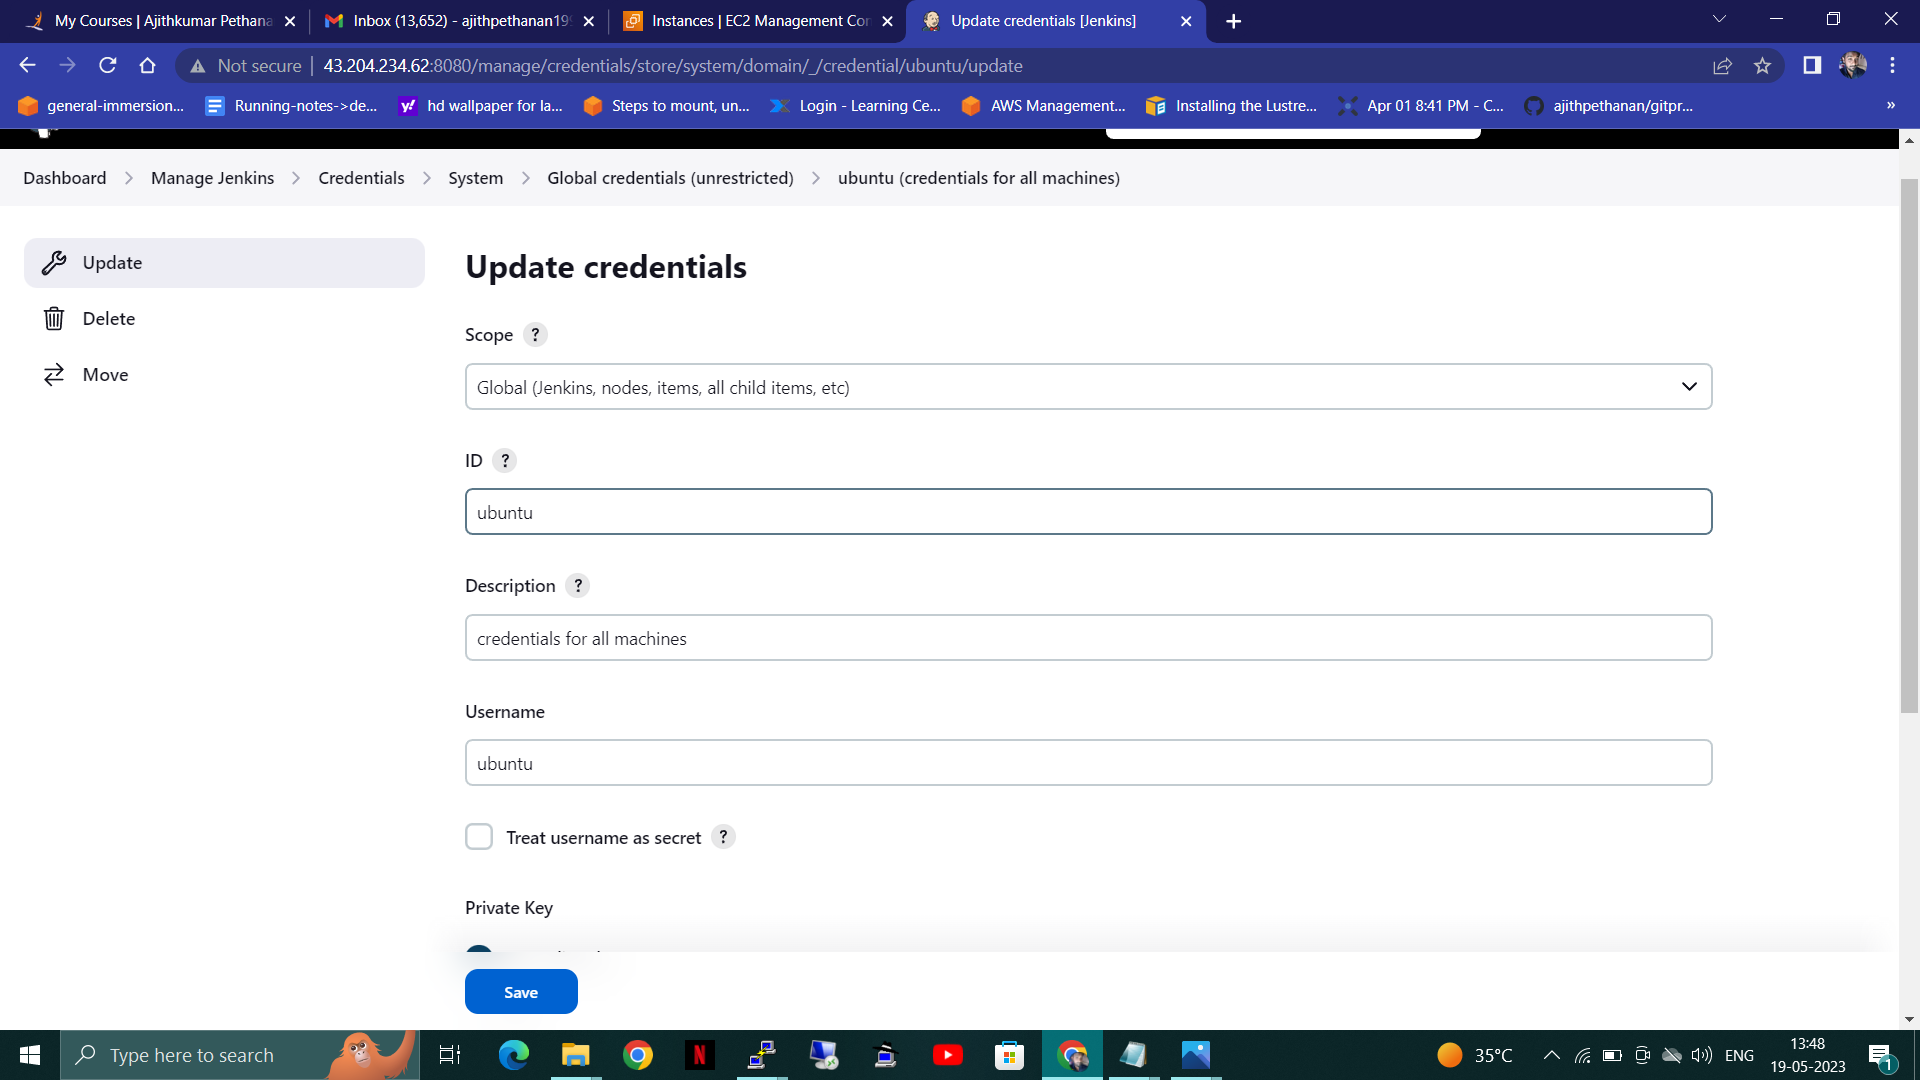 My Courses | Ajithkumar Pethana
Inbox (13,652) - ajithpethanan199
Instances | EC2 Management Con
Update credentials [Jenkins]
Not secure
43.204.234.62:8080/manage/credentials/store/system/domain/_/credential/ubuntu/update
general-immersion...
Running-notes->de...
hd wallpaper for la...
Steps to mount, un...
Login - Learning Ce...
AWS Management...
Installing the Lustre...
Apr 01 8:41 PM - C...
ajithpethanan/gitpr...
»
Dashboard
Manage Jenkins
Credentials
System
Global credentials (unrestricted)
ubuntu (credentials for all machines)
Update
Delete
Move
Update credentials
Scope ?
Global (Jenkins, nodes, items, all child items, etc)
ID ?
ubuntu
Description ?
credentials for all machines
Username
ubuntu
Treat username as secret ?
Private Key
Save
Type here to search
35°C
ENG
13:48
19-05-2023
1